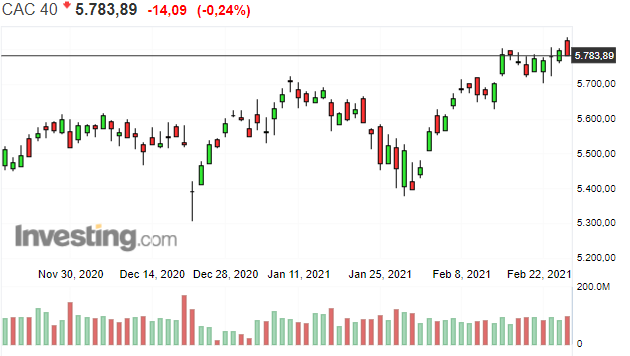 CAC 40 5.783,89 -14,09 (-0,24%)
5.783,89
5.700,00
5.600,00
5.500,00
5.400,00
5.300,00
5.200,00
Investing.com
Nov 30, 2020 Dec 14, 2020 Dec 28, 2020 Jan 11, 2021 Jan 25, 2021 Feb 8, 2021 Feb 22, 2021
200.0M
0